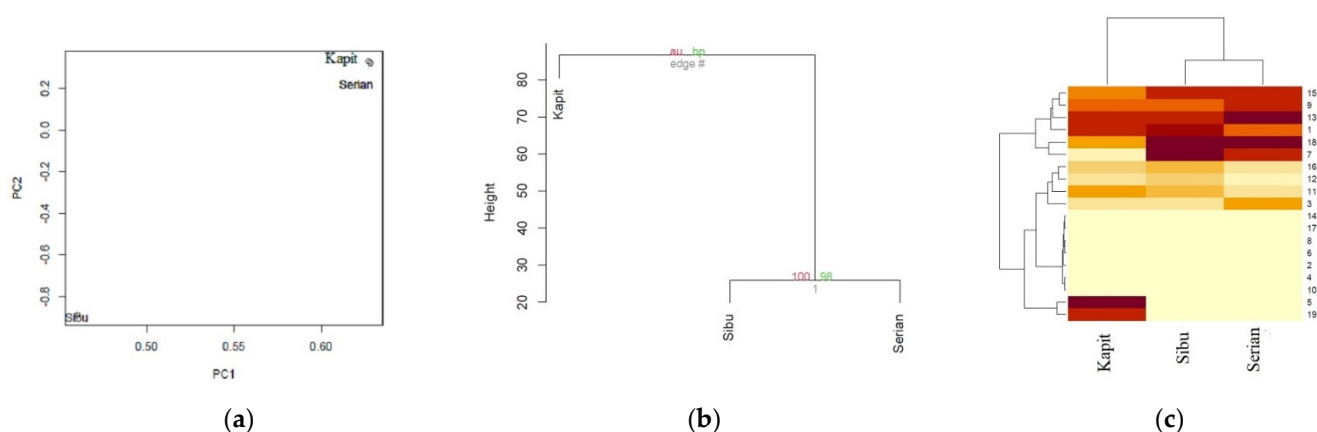 Kapit
Serian
Sibu
0.2
0.0
-0.2
-0.4
-0.6
-0.8
PC2
0.50
0.55
0.60
PC1
(a)
au bp
edge #
Kapit
80
70
60
50
40
30
20
Height
100 98
1
Sibu
Serian
(b)
15
9
13
1
18
7
16
12
11
3
14
17
8
6
2
4
10
5
19
Kapit
Sibu
Serian
(c)